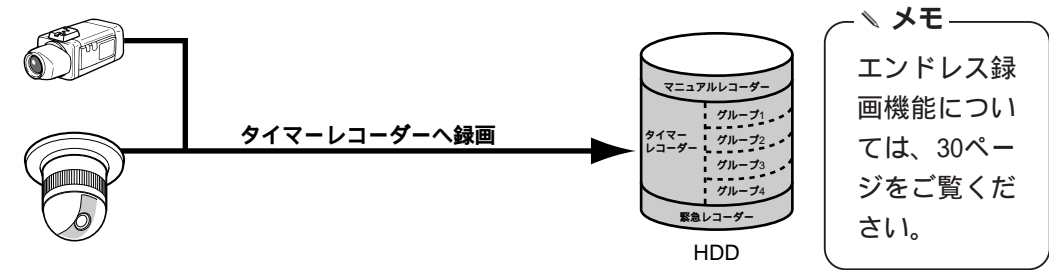 タイマーレコーダーへ録画
マニュアルレコーダー
タイマー
レコーダー
グループ1
グループ2
グループ3
グループ4
緊急レコーダー
HDD
メモ
エンドレス録
画機能につい
ては、30ペー
ジをご覧くだ
さい。